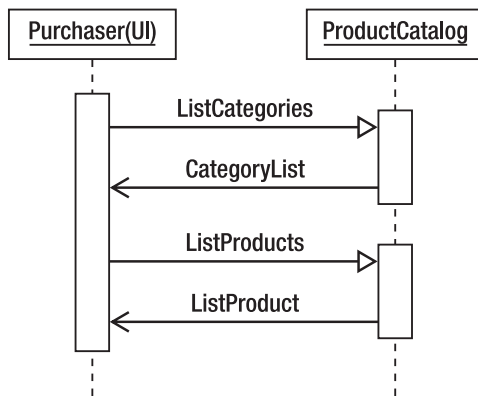 Purchaser(UI)
ProductCatalog
ListCategories
CategoryList
ListProducts
ListProduct